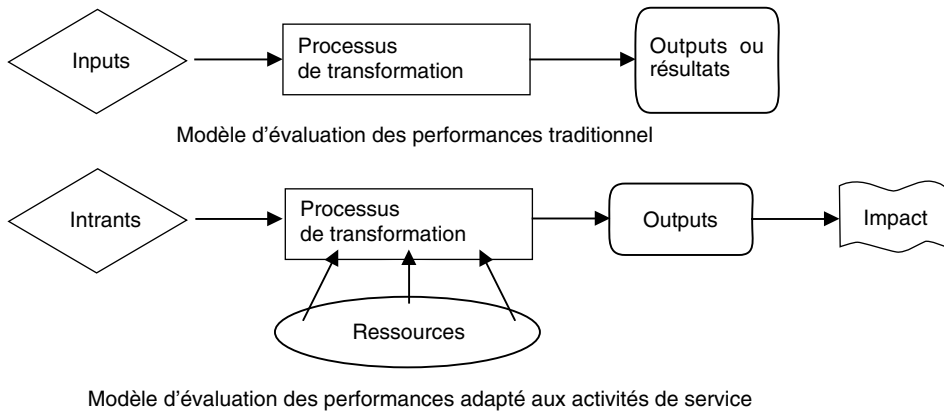 Inputs
Processus
de transformation
Outputs ou
résultats
Modèle d'évaluation des performances traditionnel
Intrants
Processus
de transformation
Outputs
Impact
Ressources
Modèle d'évaluation des performances adapté aux activités de service